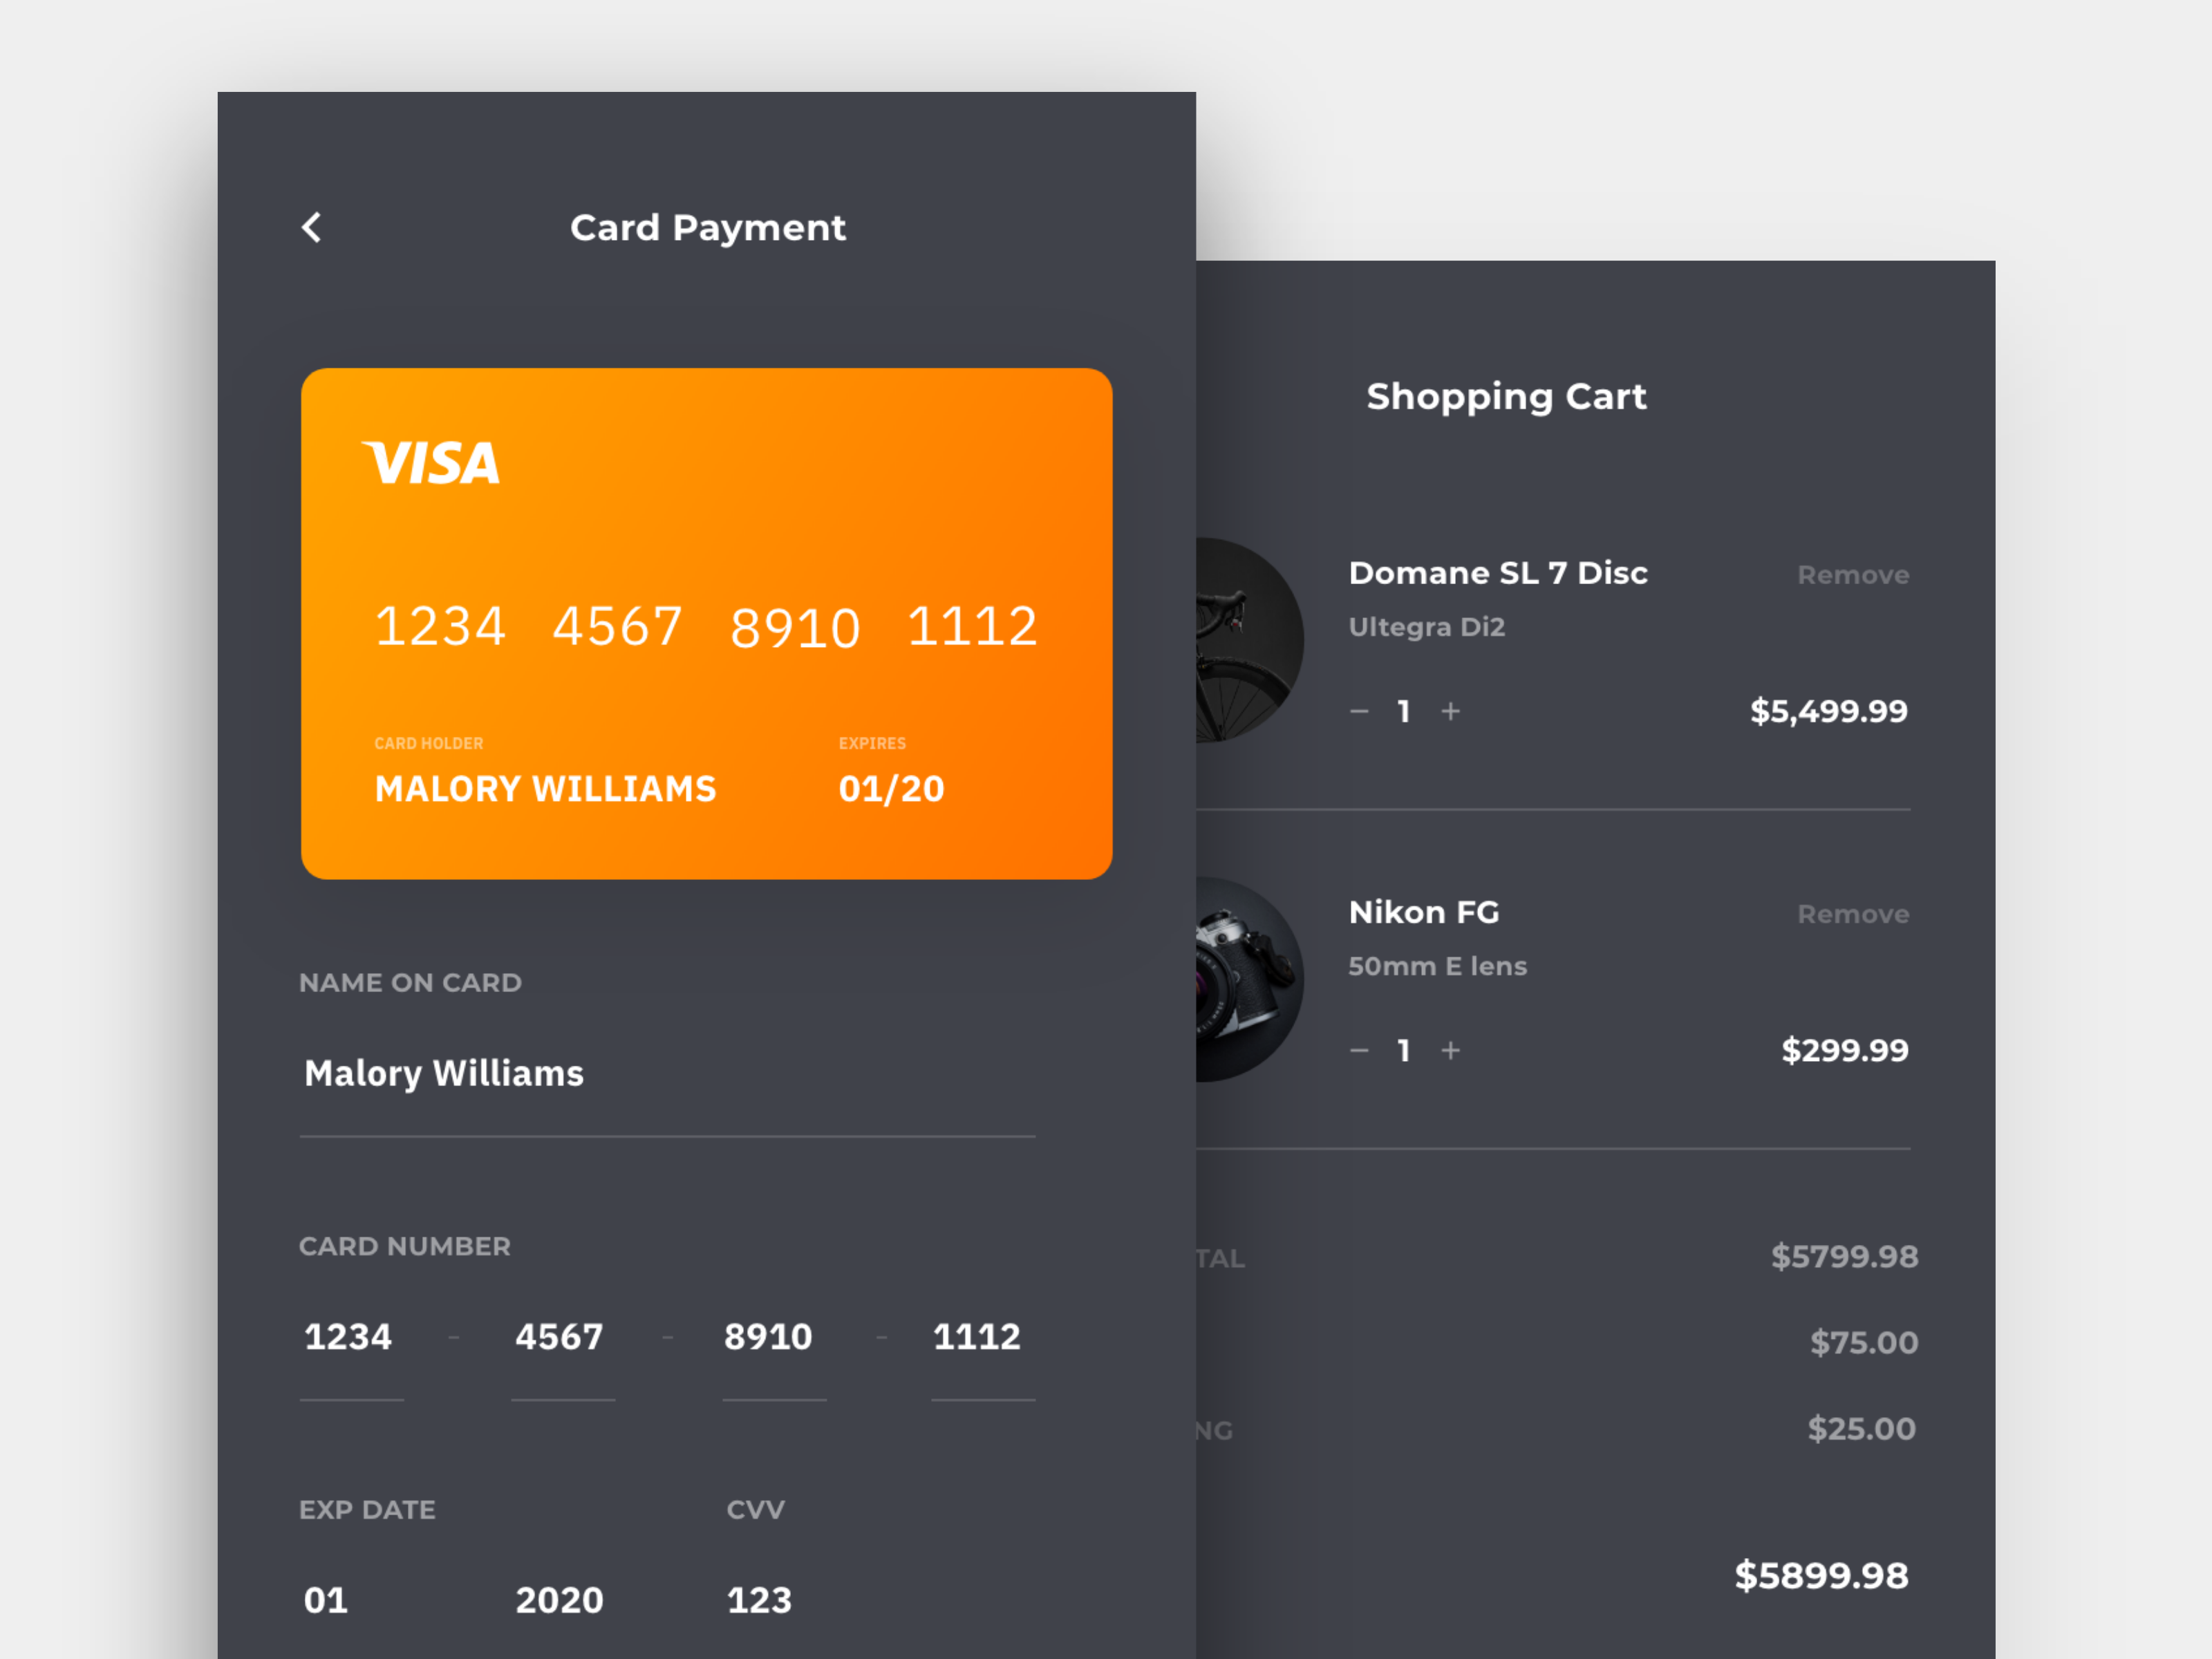 Card Payment
VISA
1234 4567 8910 1112
CARD HOLDER EXPIRES
MALORY WILLIAMS 01/20
NAME ON CARD
Malory Williams
CARD NUMBER
1234 - 4567 - 8910 - 1112
EXP DATE CVV
01 2020 123
Shopping Cart
Domane SL 7 Disc Remove
Ultegra Di2
− 1 + $5,499.99
Nikon FG Remove
50mm E lens
− 1 + $299.99
TAL $5799.98
$75.00
NG $25.00
$5899.98